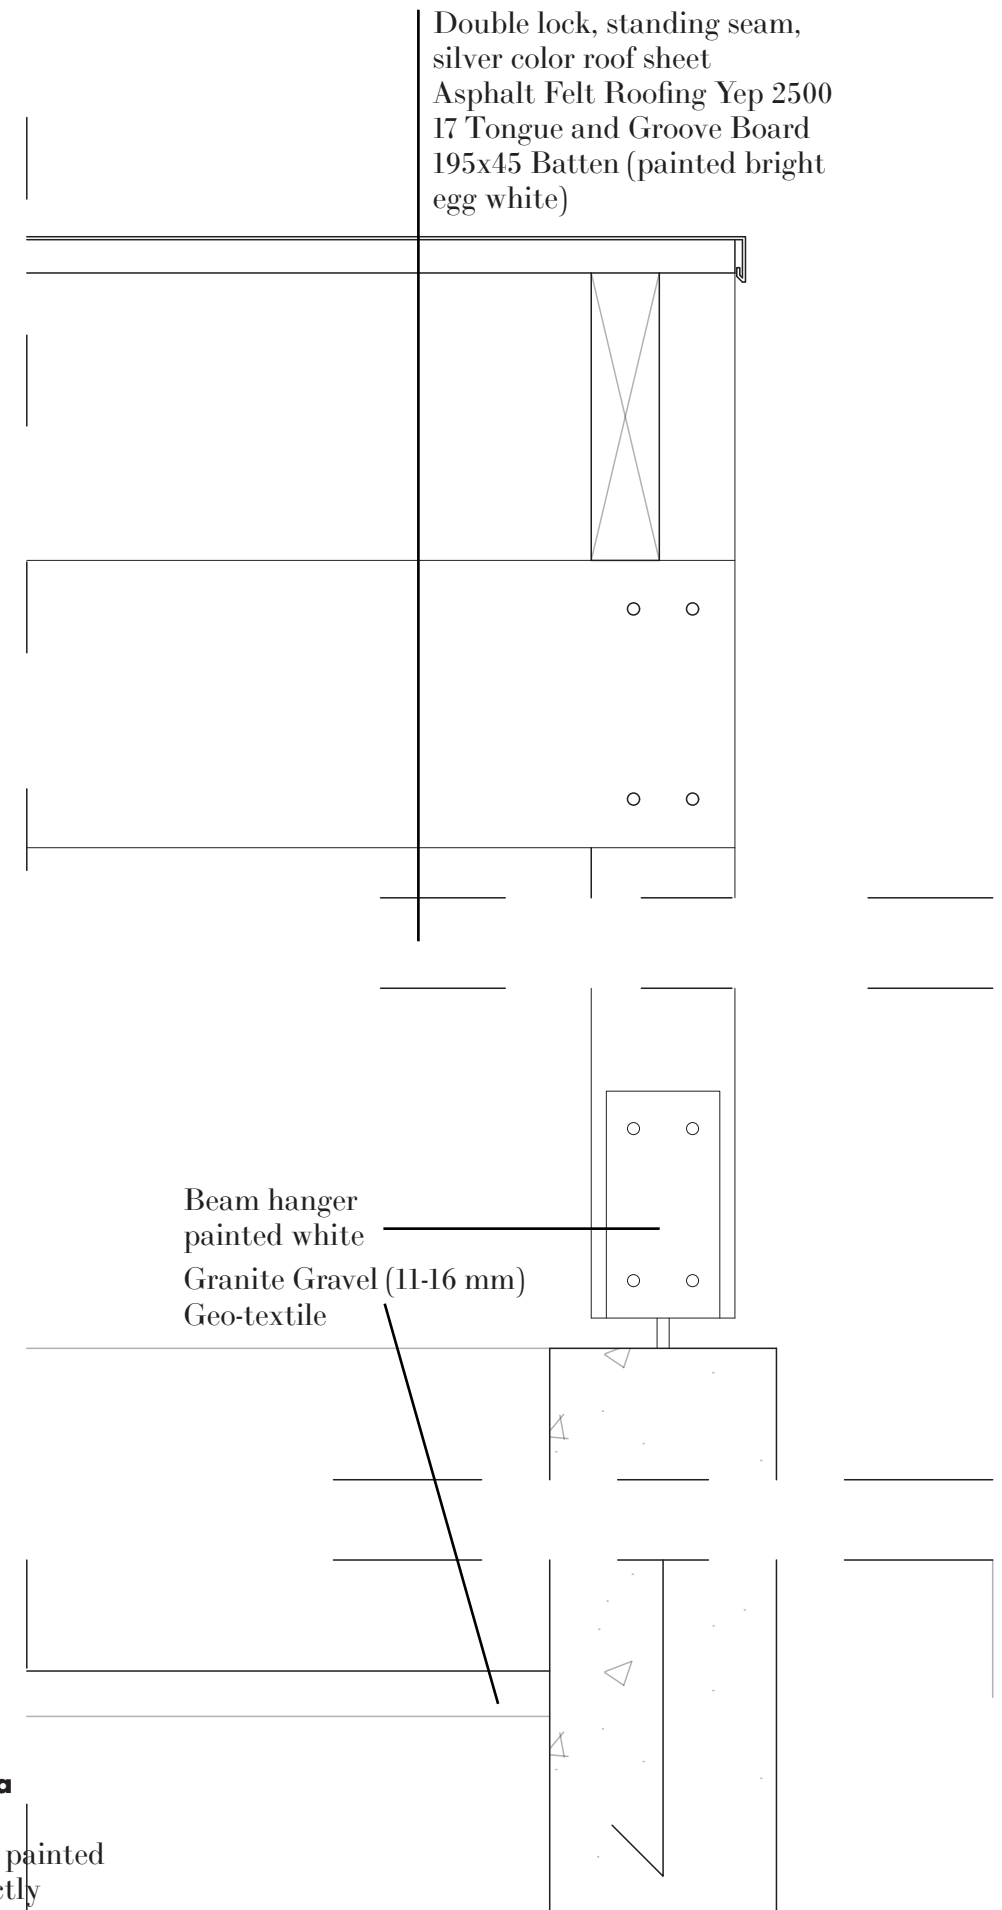 Double lock, standing seam,
silver color roof sheet
Asphalt Felt Roofing Yep 2500
17 Tongue and Groove Board
195x45 Batten (painted bright
egg white)
Beam hanger
painted white
Granite Gravel (11-16 mm)
Geo-textile
a
painted
ctly